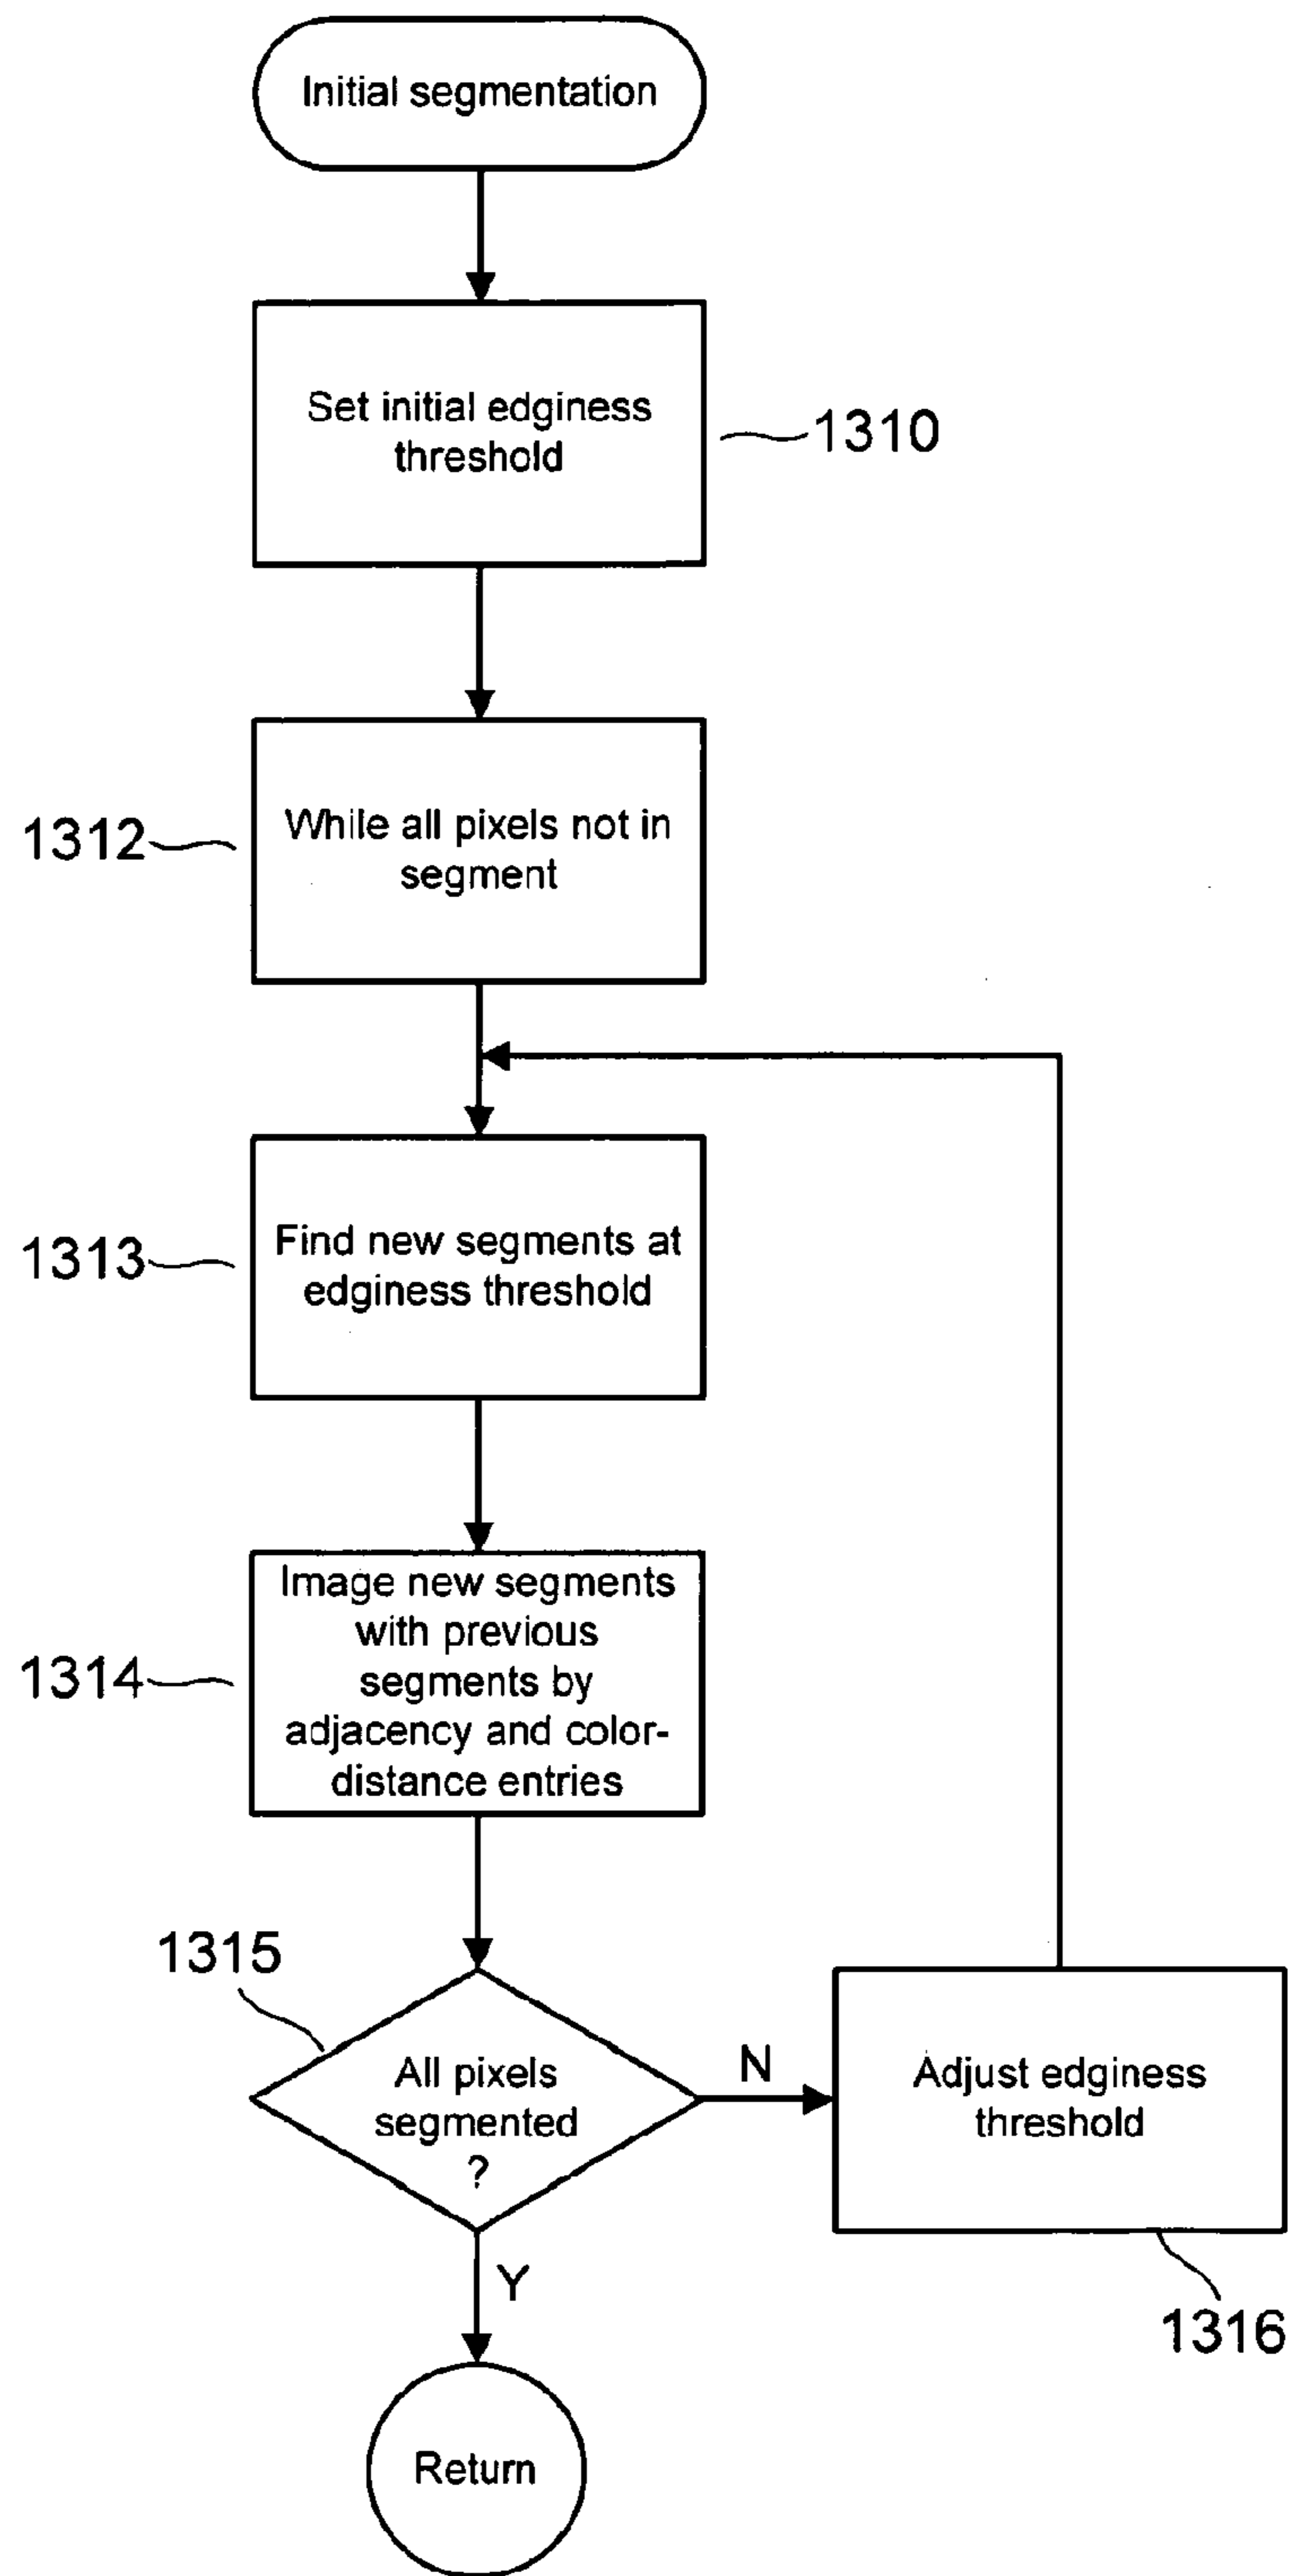 Initial segmentation
Set initial edginess
threshold
1310
1312
While all pixels not in
segment
1313
Find new segments at
edginess threshold
1314
Image new segments
with previous
segments by
adjacency and color-
distance entries
1315
All pixels
segmented
?
N
Adjust edginess
threshold
1316
Y
Return